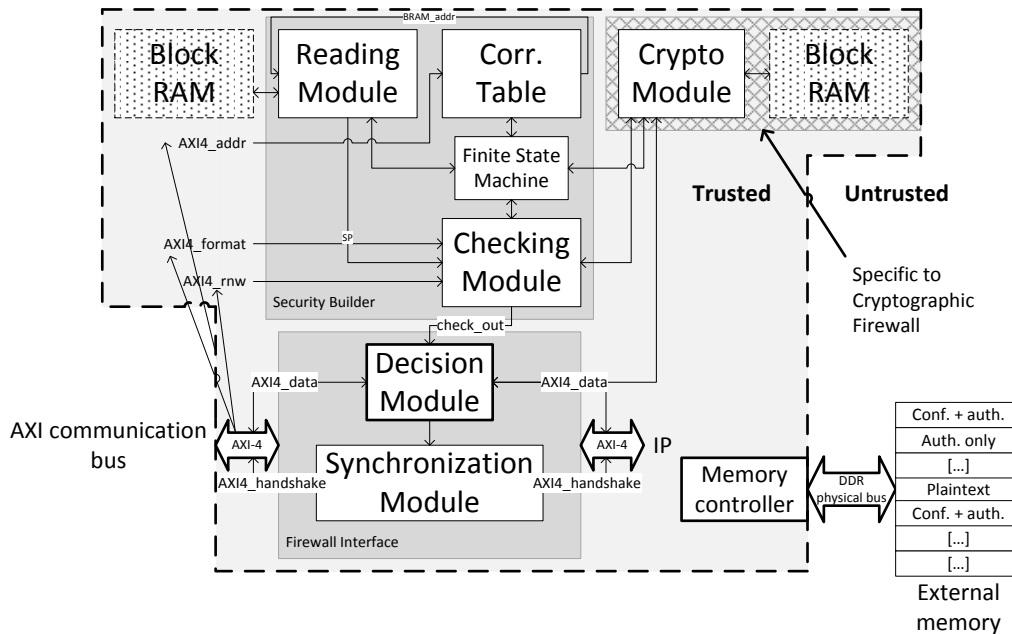 BRAM_addr
Block
RAM
Reading
Module
Corr.
Table
Crypto
Module
Block
RAM
AXI4_addr
Finite State
Machine
Trusted
Untrusted
AXI4_format
SP
Checking
Module
AXI4_rnw
Security Builder
Specific to
Cryptographic
Firewall
check_out
Decision
Module
AXI4_data
AXI4_data
AXI communication
bus
AXI-4
AXI-4
IP
AXI4_handshake
Synchronization
Module
AXI4_handshake
Firewall Interface
Memory
controller
DDR
physical bus
Conf. + auth.
Auth. only
[...]
Plaintext
Conf. + auth.
[...]
[...]
External
memory